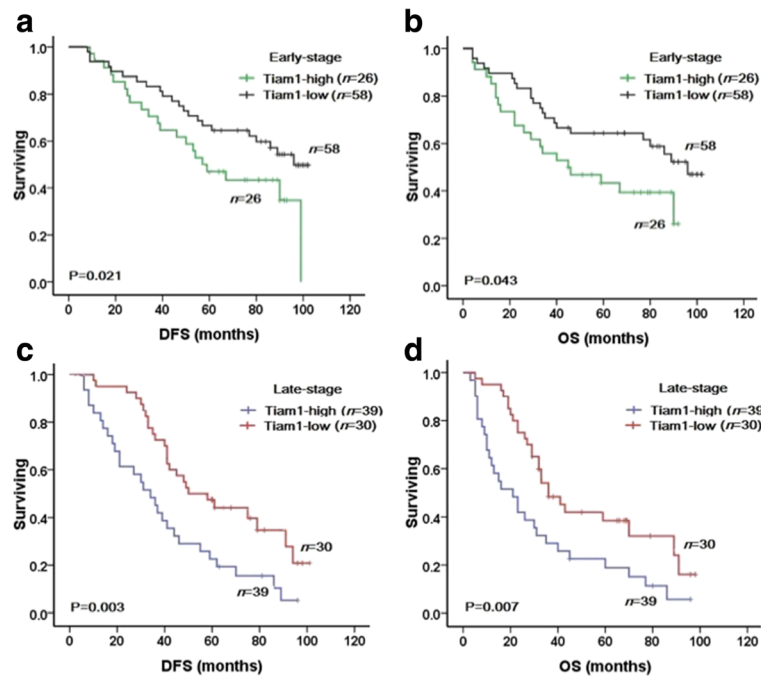 a
Early-stage
Tiam1-high (n=26)
Tiam1-low (n=58)
Surviving
1.0
0.8
0.6
0.4
0.2
0.0
n=58
n=26
P=0.021
0 20 40 60 80 100 120
DFS (months)
b
Early-stage
Tiam1-high (n=26)
Tiam1-low (n=58)
Surviving
1.0
0.8
0.6
0.4
0.2
0.0
n=58
n=26
P=0.043
0 20 40 60 80 100 120
OS (months)
c
Late-stage
Tiam1-high (n=39)
Tiam1-low (n=30)
Surviving
1.0
0.8
0.6
0.4
0.2
0.0
n=30
n=39
P=0.003
0 20 40 60 80 100 120
DFS (months)
d
Late-stage
Tiam1-high (n=39
Tiam1-low (n=30)
Surviving
1.0
0.8
0.6
0.4
0.2
0.0
n=30
n=39
P=0.007
0 20 40 60 80 100 120
OS (months)